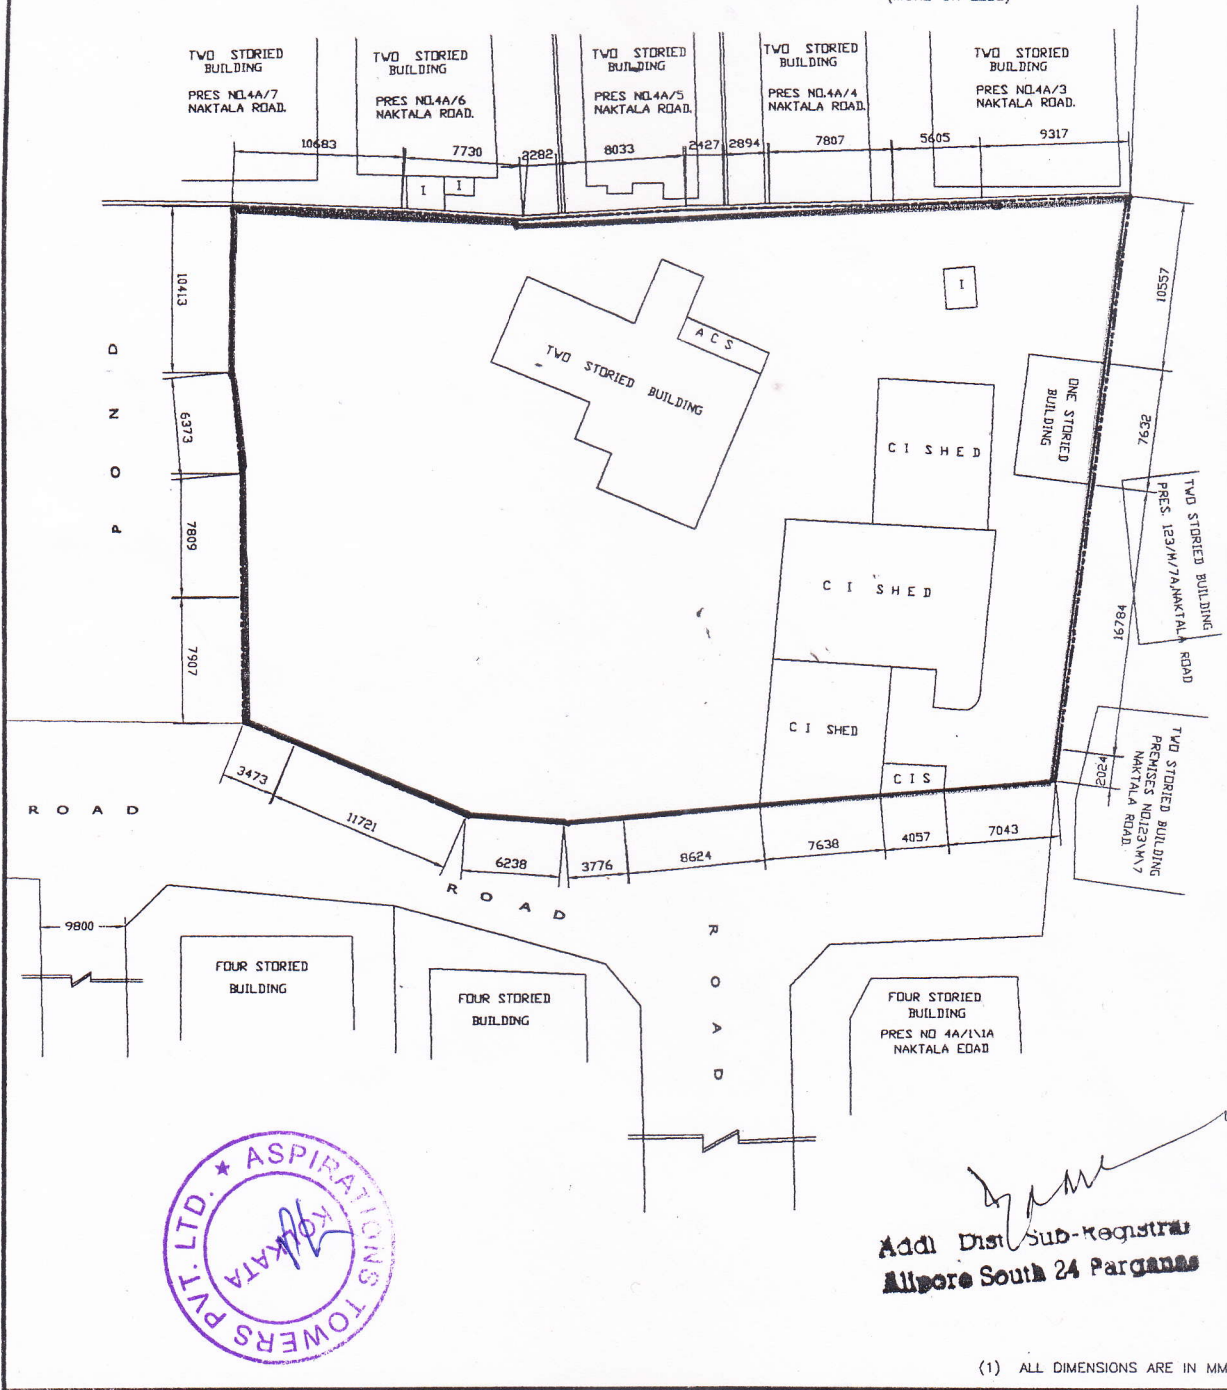 TWO STORIED
BUILDING
PRES NO.4A/7
NAKTALA ROAD.
TWO STORIED
BUILDING
PRES NO.4A/6
NAKTALA ROAD.
TWO STORIED
BUILDING
PRES NO.4A/5
NAKTALA ROAD.
TWO STORIED
BUILDING
PRES NO.4A/4
NAKTALA ROAD.
TWO STORIED
BUILDING
PRES NO.4A/3
NAKTALA ROAD.
10683
7730
2282
8033
2427
2894
7807
5605
9317
I
I
10413
6373
7809
7907
POND
TWO STORIED BUILDING
ACS
I
CI SHED
ONE STORIED
BUILDING
CI SHED
CI SHED
CIS
10557
7632
16784
2024
TWO STORIED BUILDING
PRES. 123/M/7A,NAKTALA ROAD
TWO STORIED BUILDING
PREMISES NO.123\M\7
NAKTALA ROAD.
3473
11721
6238
3776
8624
7638
4057
7043
ROAD
ROAD
ROAD
9800
FOUR STORIED
BUILDING
FOUR STORIED
BUILDING
FOUR STORIED
BUILDING
PRES NO 4A/1\1A
NAKTALA EOAD
ASPIRATIONS TOWERS PVT. LTD. ★
KOLKATA
Addl Dist Sub-Registrar
Alipore South 24 Parganas
(1) ALL DIMENSIONS ARE IN MM